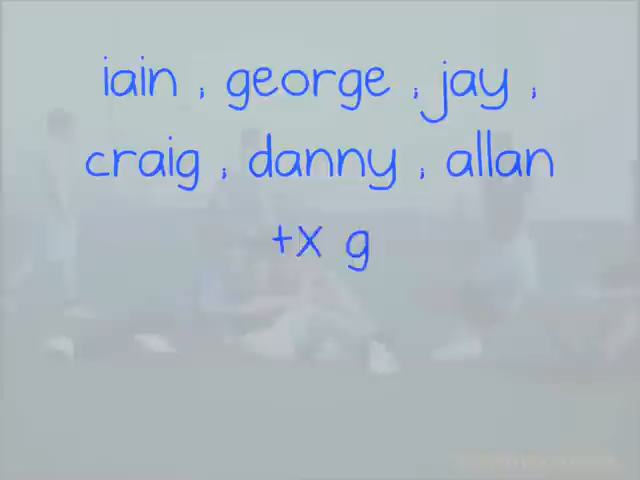 iain ; george ; jay ;
craig ; danny ; allan
+x g